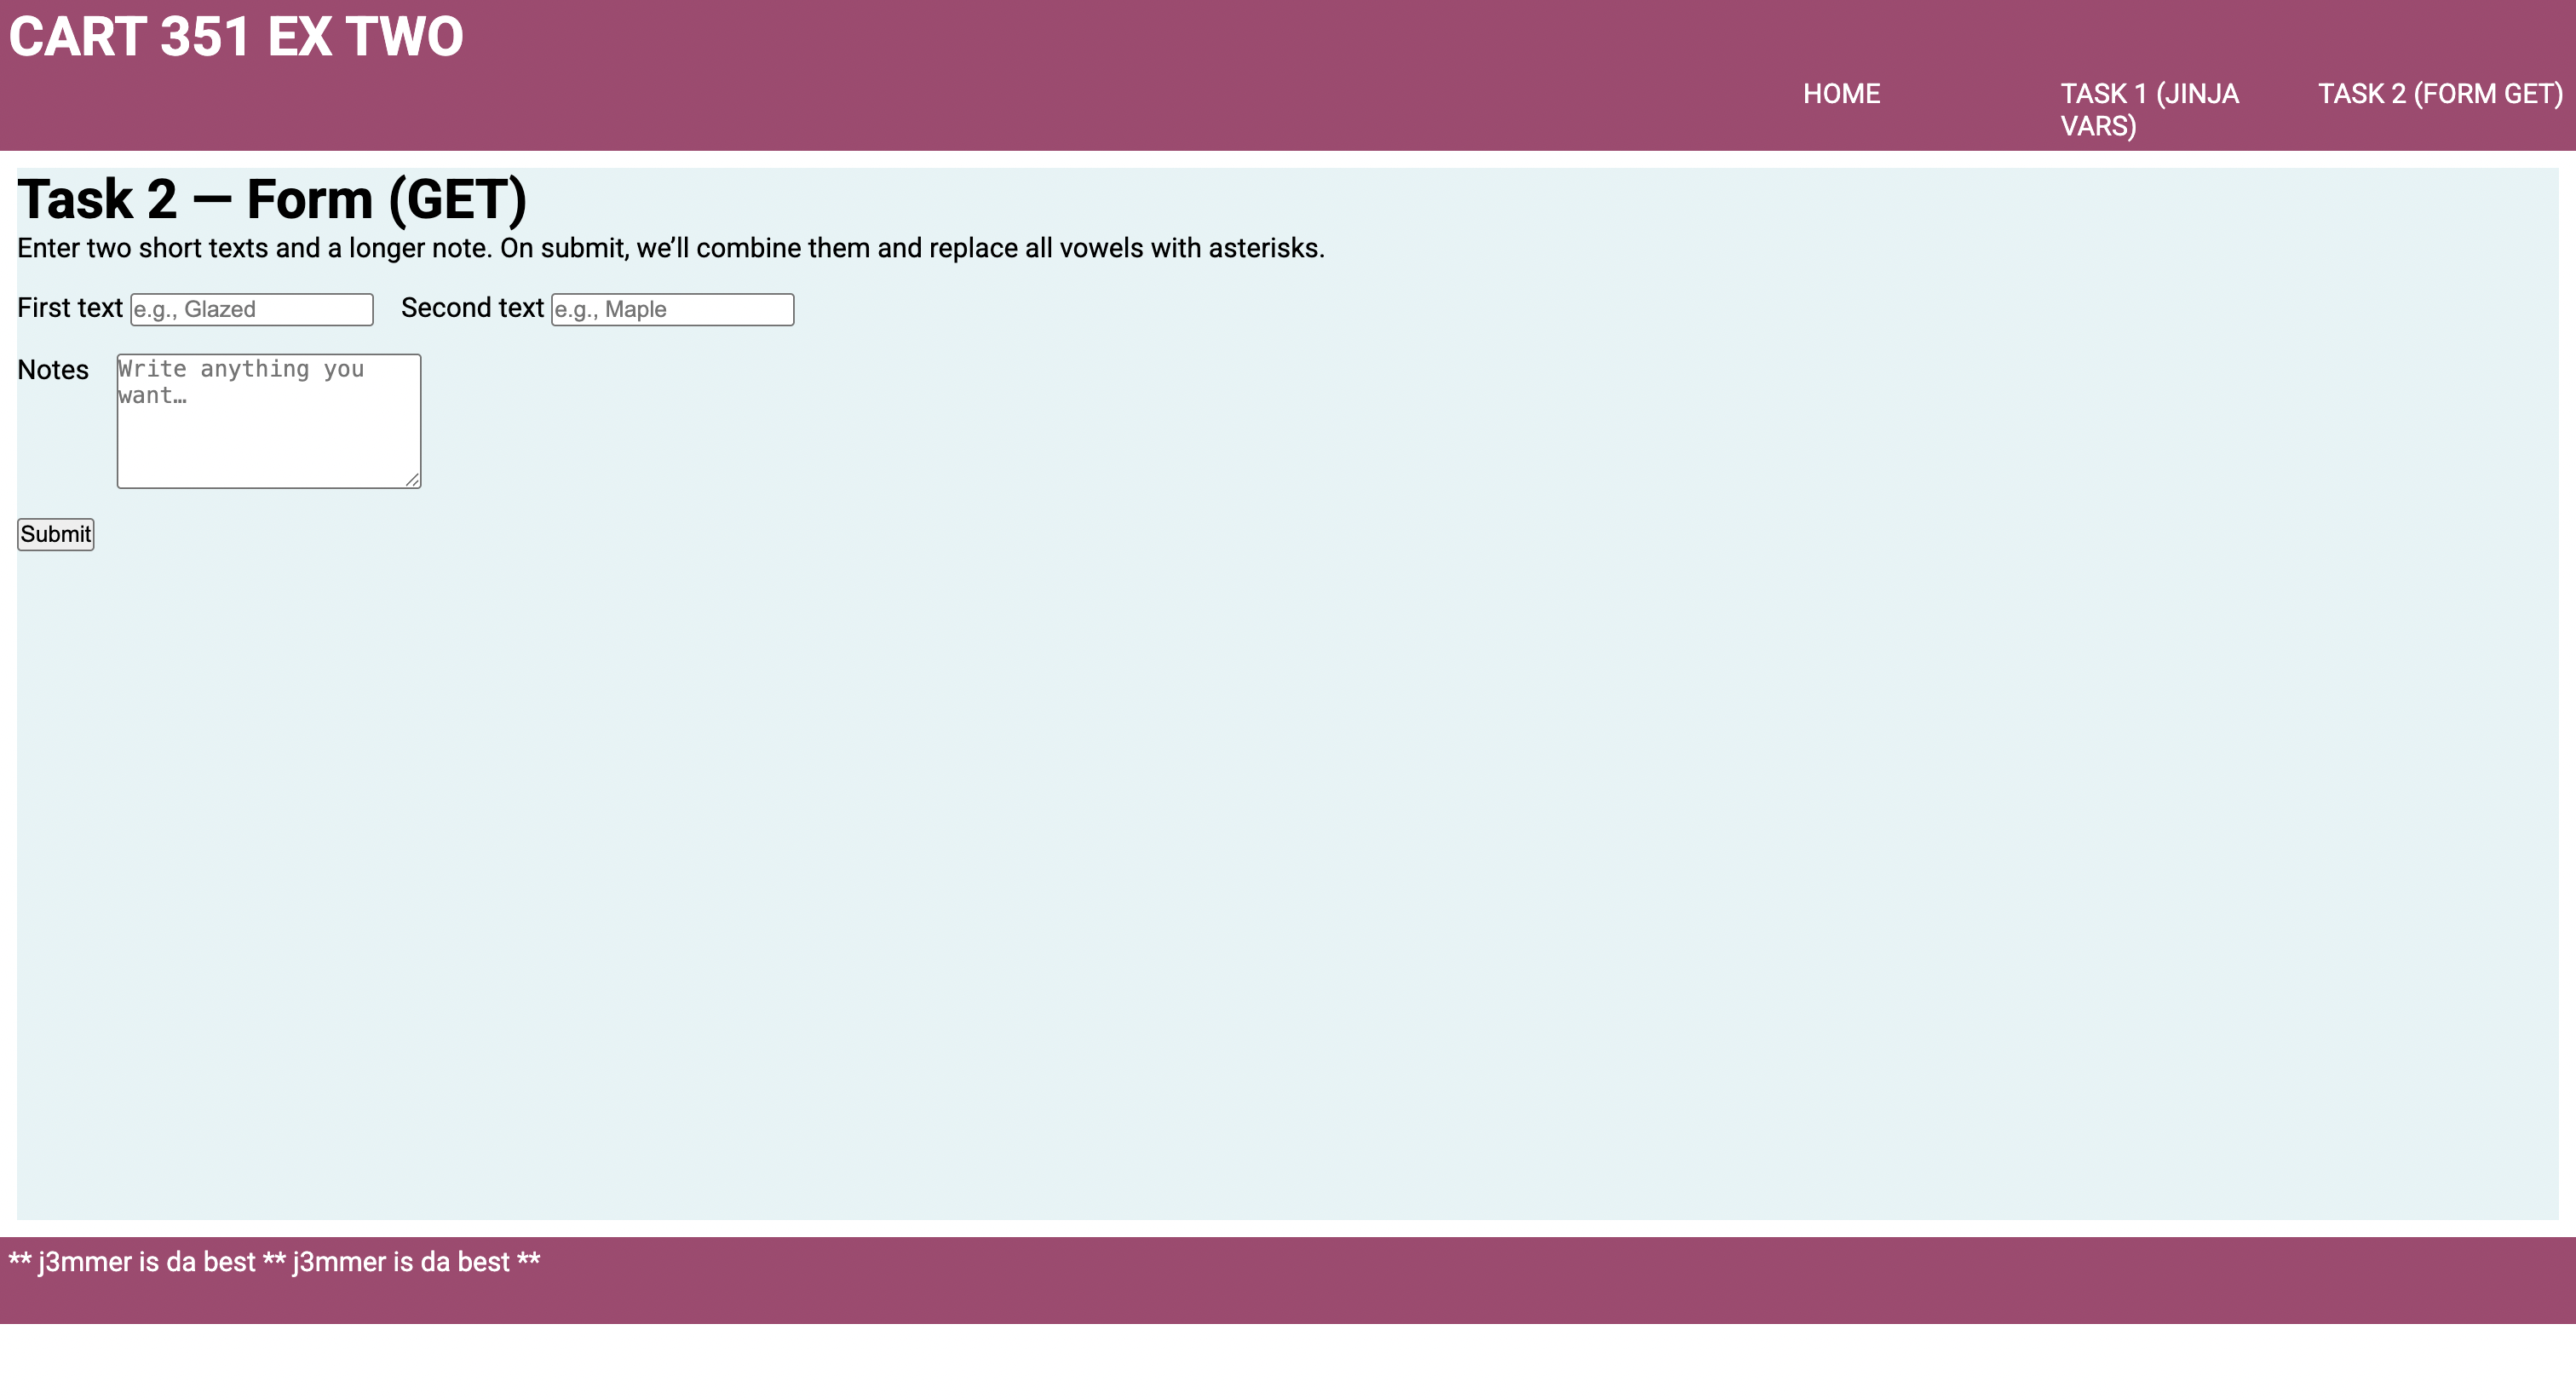 CART 351 EX TWO
HOME
TASK 1 (JINJA
VARS)
TASK 2 (FORM GET)
Task 2 — Form (GET)
Enter two short texts and a longer note. On submit, we’ll combine them and replace all vowels with asterisks.
First text e.g., Glazed Second text e.g., Maple
Notes Write anything you
want…
Submit
** j3mmer is da best ** j3mmer is da best **